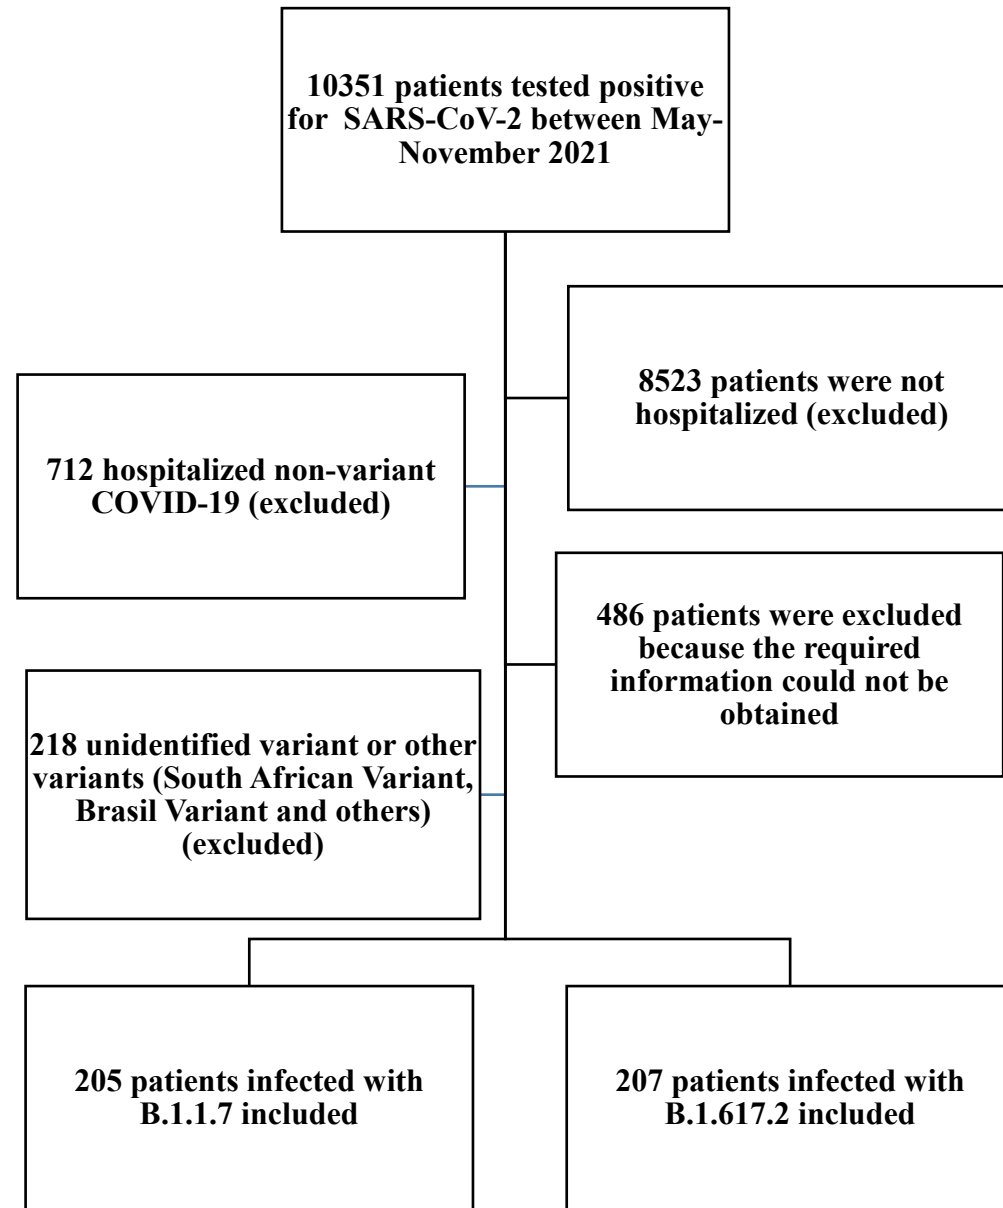 10351 patients tested positive
for SARS-CoV-2 between May-
November 2021
8523 patients were not
hospitalized (excluded)
712 hospitalized non-variant
COVID-19 (excluded)
486 patients were excluded
because the required
information could not be
obtained
218 unidentified variant or other
variants (South African Variant,
Brasil Variant and others)
(excluded)
205 patients infected with
B.1.1.7 included
207 patients infected with
B.1.617.2 included